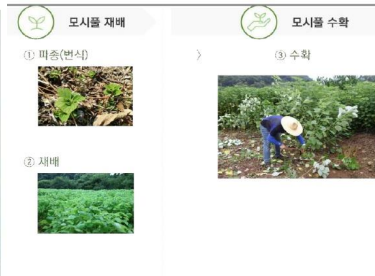 모시풀 재배
① 파종(번식)
② 재배
모시풀 수확
〉
③ 수확